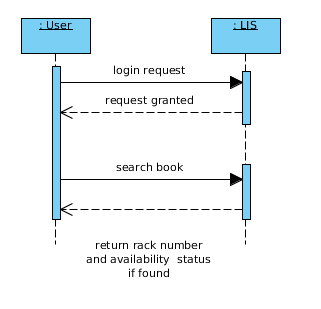 : User
: LIS
login request
request granted
search book
return rack number
and availability status
if found